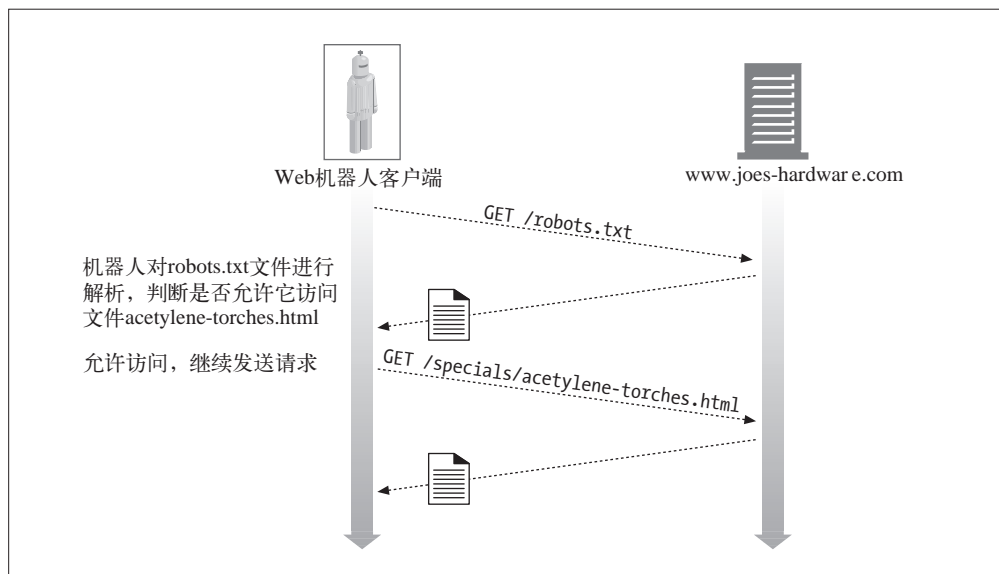 Web机器人客户端
www.joes-hardware.com
GET /robots.txt
机器人对robots.txt文件进行
解析，判断是否允许它访问
文件acetylene-torches.html
允许访问，继续发送请求
GET /specials/acetylene-torches.html